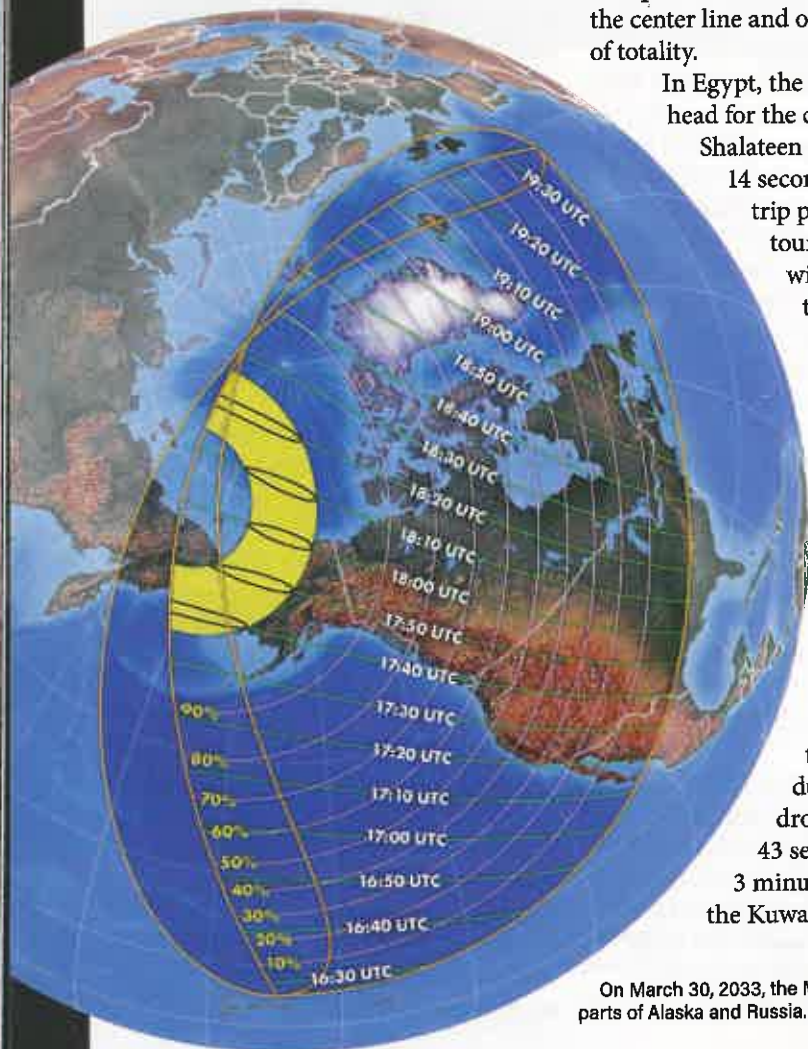 the center line and o
of totality.
In Egypt, the
head for the c
Shalateen
14 secon
trip p
tour
wi
t
19:30 UTC
19:20 UTC
19:10 UTC
19:00 UTC
18:50 UTC
18:40 UTC
18:30 UTC
18:20 UTC
18:10 UTC
18:00 UTC
17:50 UTC
17:40 UTC
17:30 UTC
17:20 UTC
17:10 UTC
17:00 UTC
16:50 UTC
16:40 UTC
16:30 UTC
90%
80%
70%
60%
50%
40%
30%
20%
10%
t
du
dro
43 se
3 minu
the Kuwa
On March 30, 2033, the M
parts of Alaska and Russia.